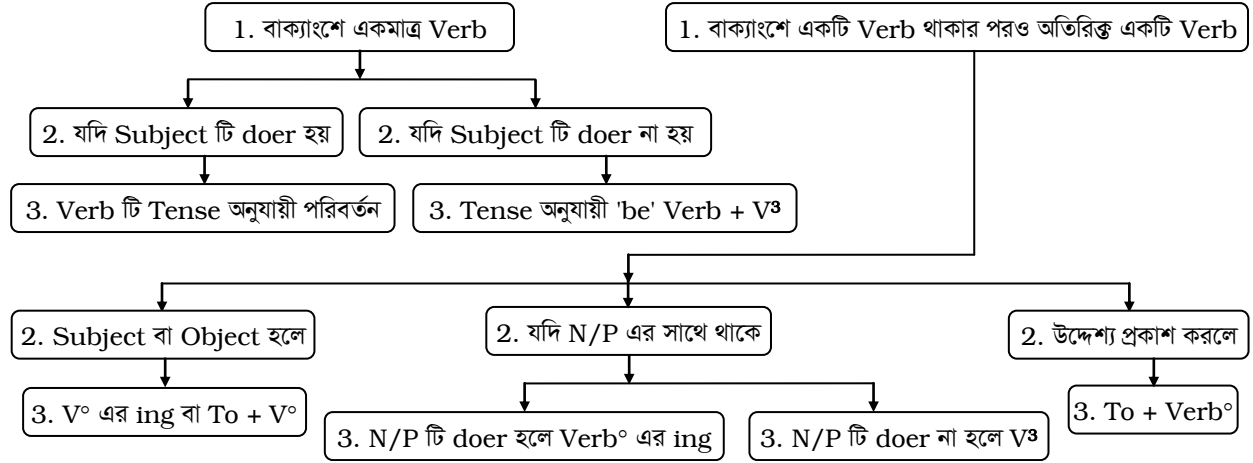 1. বাক্যাংশে একমাত্র Verb
1. বাক্যাংশে একটি Verb থাকার পরও অতিরিক্ত একটি Verb
2. যদি Subject টি doer হয়
2. যদি Subject টি doer না হয়
3. Verb টি Tense অনুযায়ী পরিবর্তন
3. Tense অনুযায়ী 'be' Verb + V³
2. Subject বা Object হলে
2. যদি N/P এর সাথে থাকে
2. উদ্দেশ্য প্রকাশ করলে
3. V° এর ing বা To + V°
3. N/P টি doer হলে Verb° এর ing
3. N/P টি doer না হলে V³
3. To + Verb°